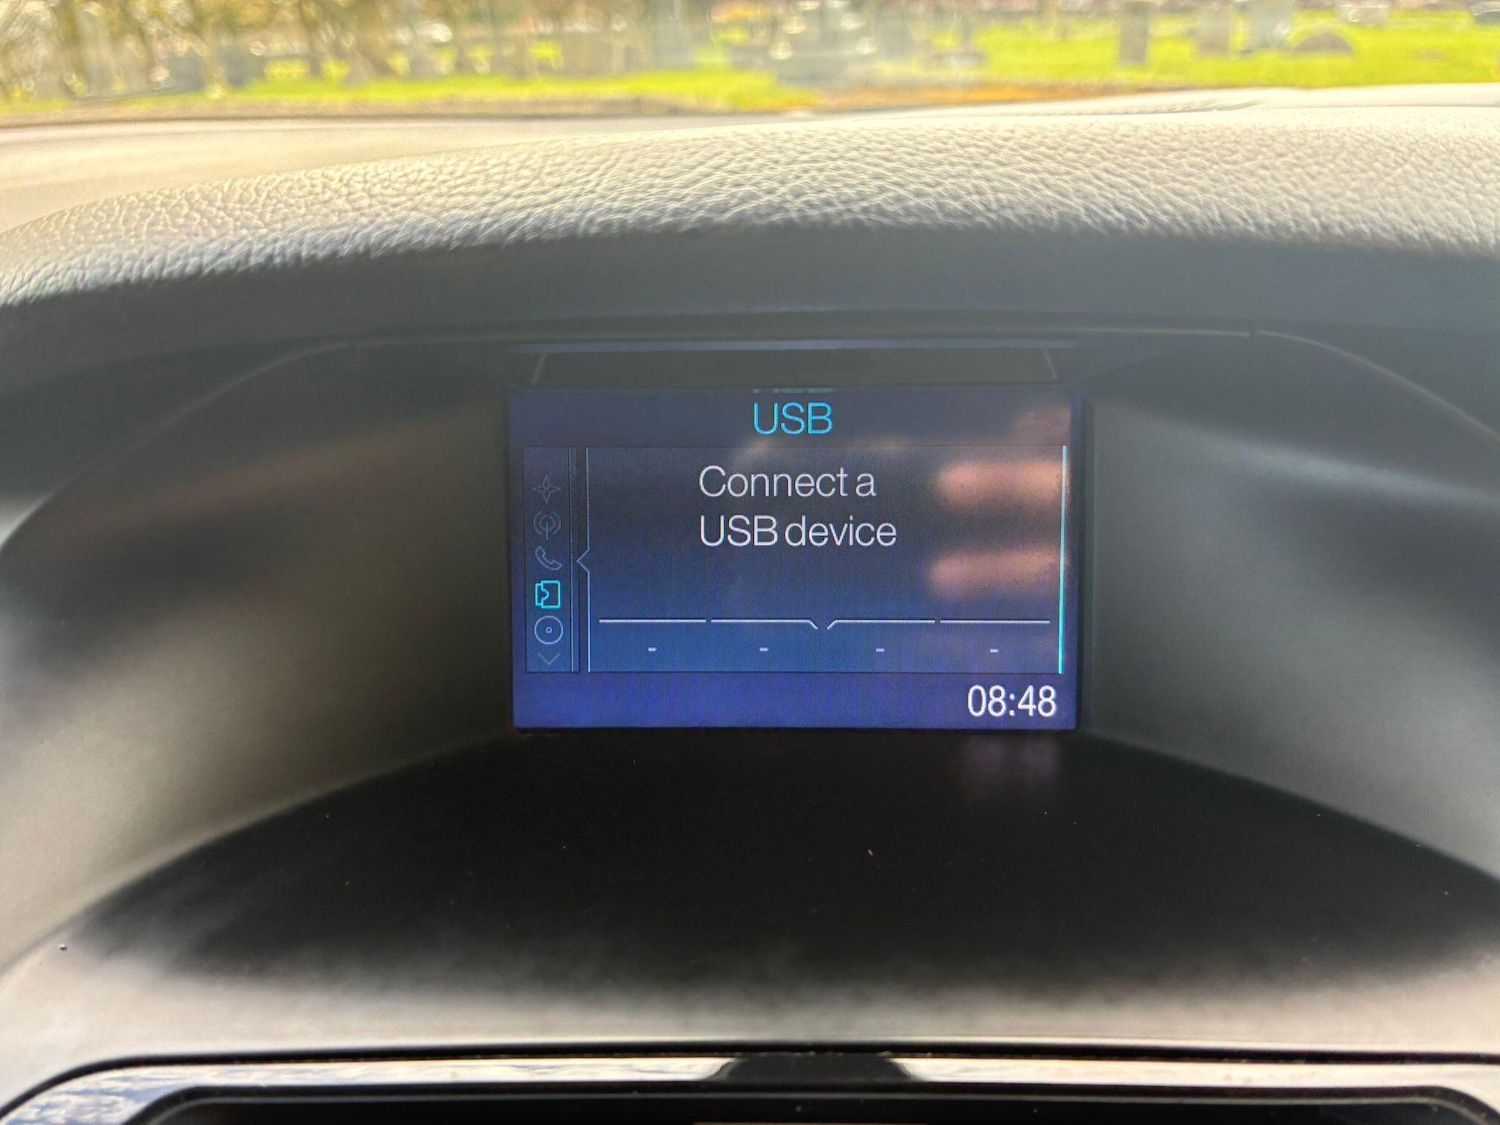 USB
Connect a
USB device
- - - -
08:48